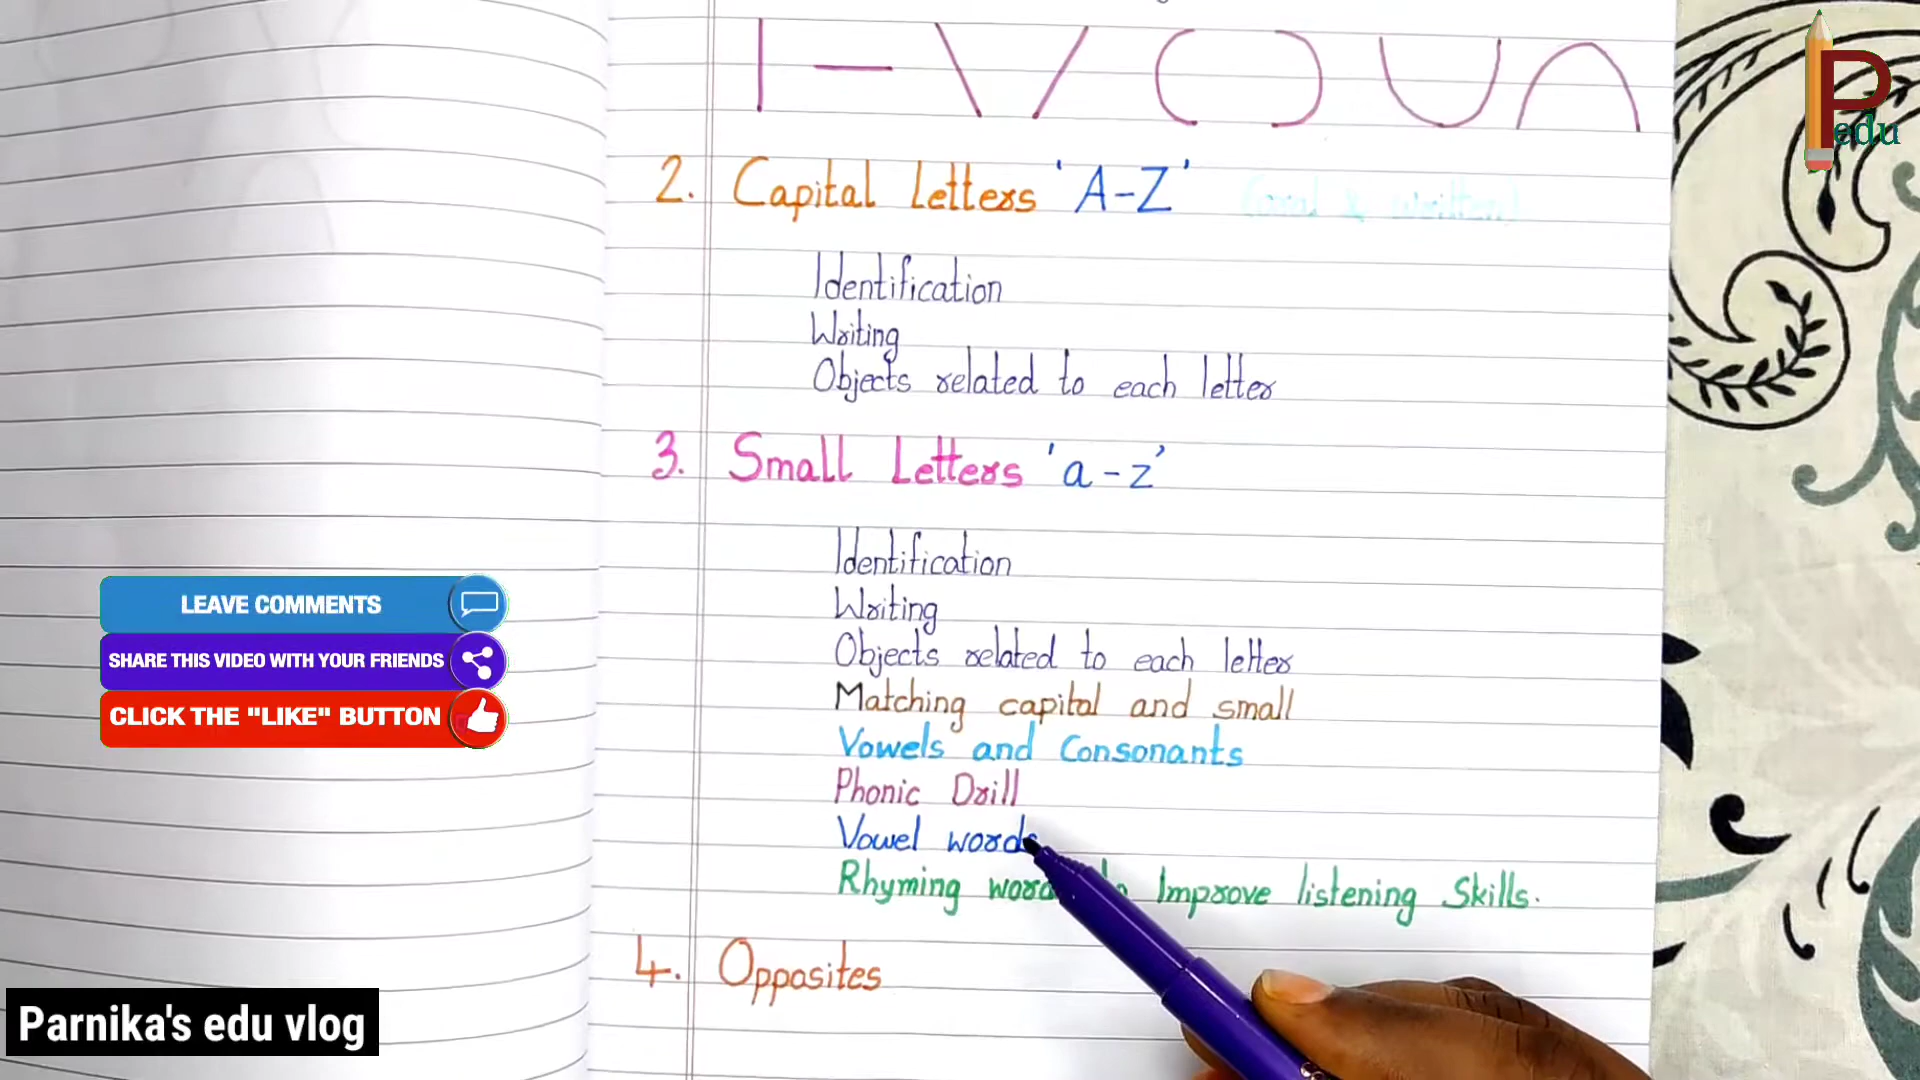 P
edu
2. Capital Letters 'A-Z' (oral & written)
Identification
Writing
Objects related to each letter
3. Small Letters 'a-z'
Identification
Writing
Objects related to each letter
Matching capital and small
Vowels and Consonants
Phonic Drill
Vowel words
Rhyming Improve listening Skills.
4. Opposites
LEAVE COMMENTS
SHARE THIS VIDEO WITH YOUR FRIENDS
CLICK THE "LIKE" BUTTON
Parnika's edu vlog